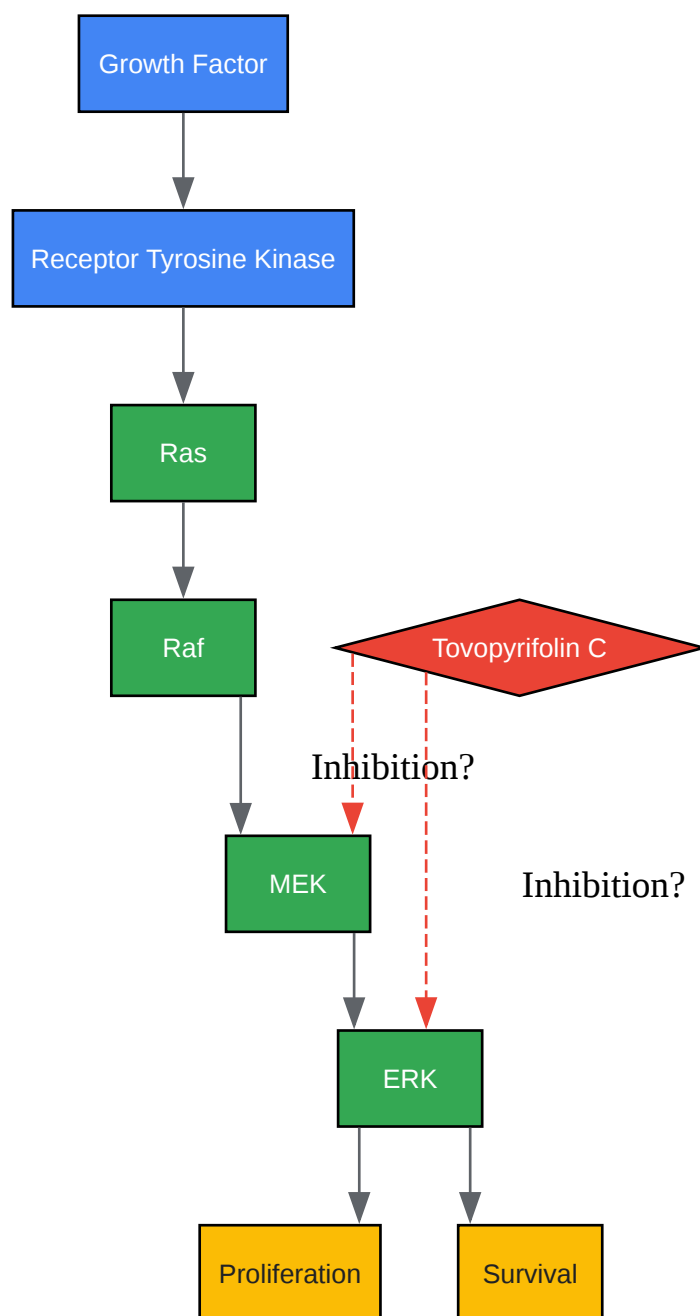 Growth Factor
Receptor Tyrosine Kinase
Ras
Raf
Tovopyrifolin C
Inhibition?
MEK
Inhibition?
ERK
Proliferation
Survival